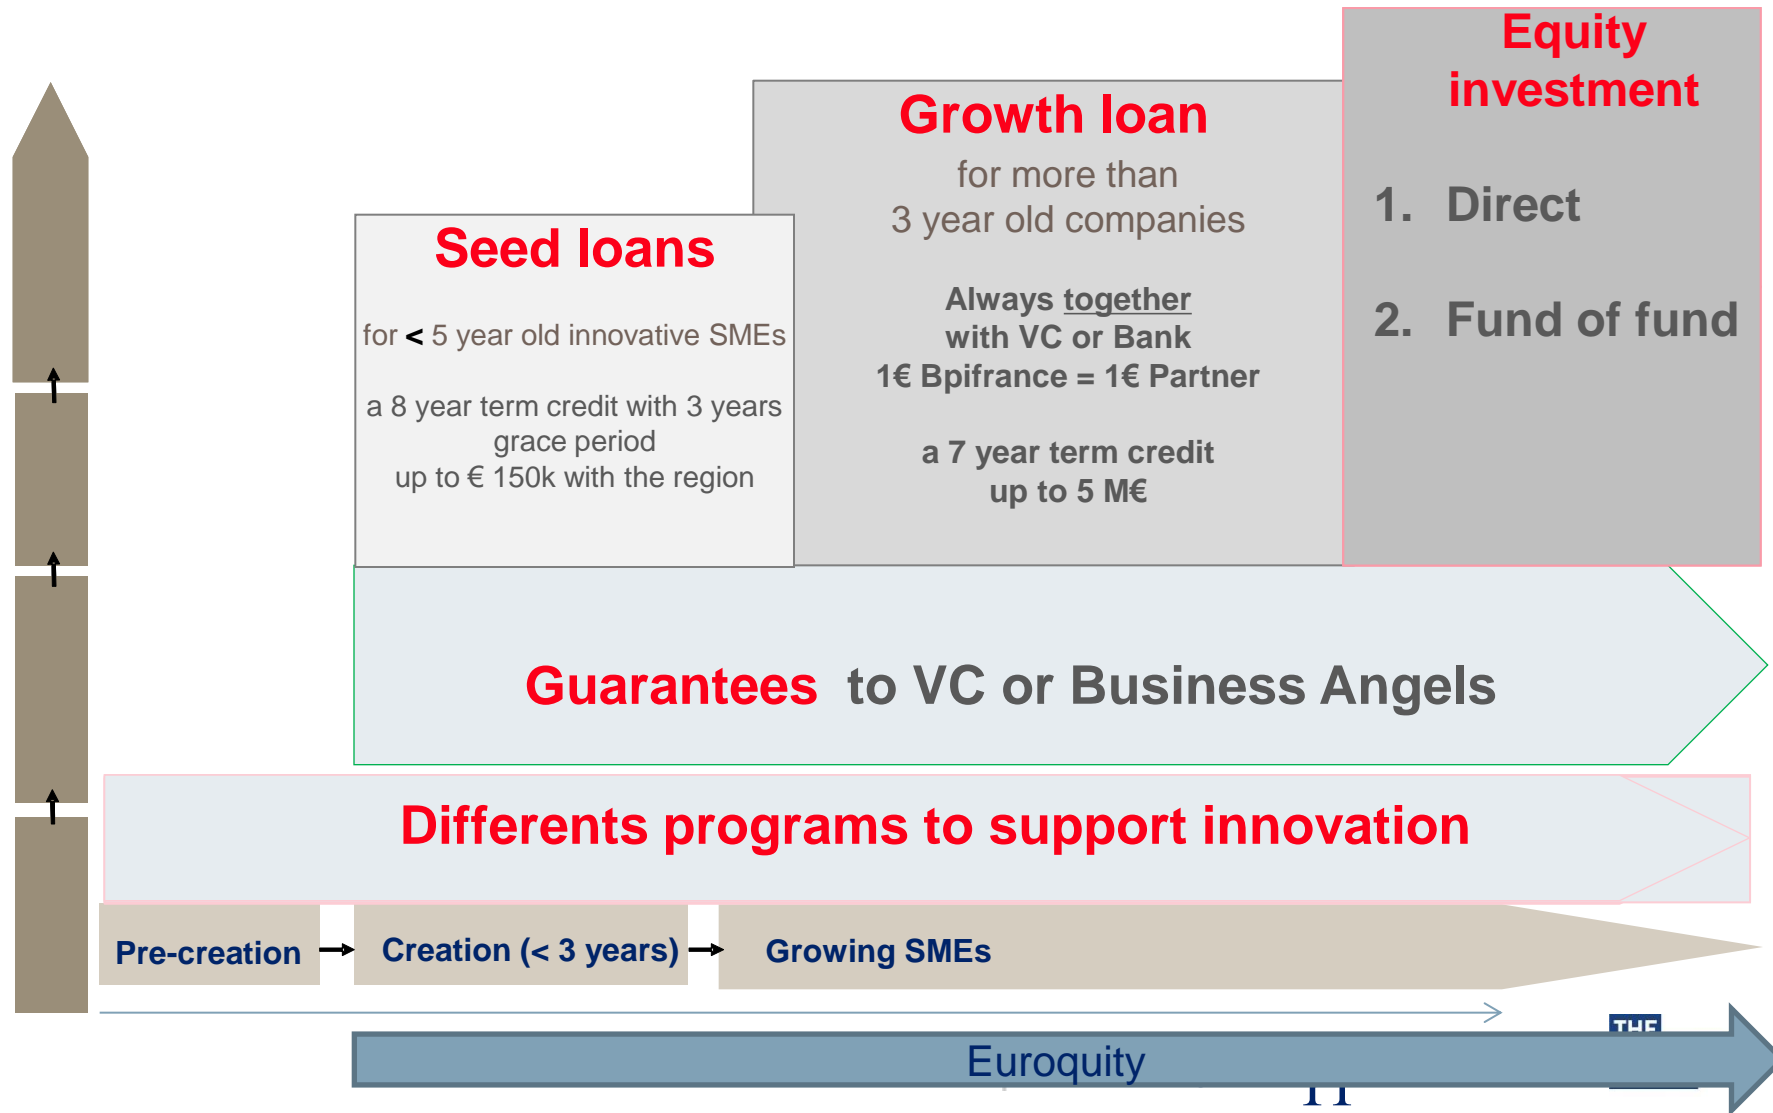 Equity
investment
1. Direct
2. Fund of fund
Growth loan
for more than
3 year old companies
Always together
with VC or Bank
1€ Bpifrance = 1€ Partner
a 7 year term credit
up to 5 M€
Seed loans
for < 5 year old innovative SMEs
a 8 year term credit with 3 years
grace period
up to € 150k with the region
Guarantees to VC or Business Angels
Differents programs to support innovation
Pre-creation
Creation (< 3 years)
Growing SMEs
THE
Euroquity